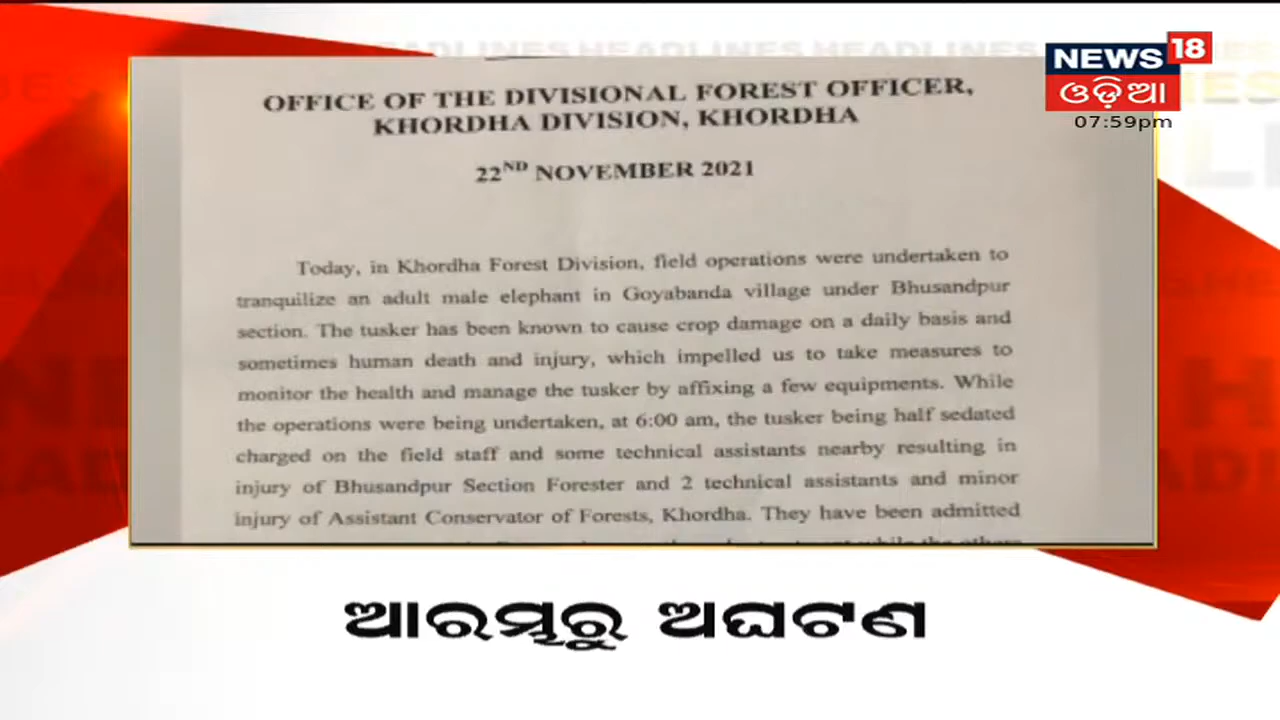 NEWS 18
ଓଡ଼ିଆ
07:59pm
OFFICE OF THE DIVISIONAL FOREST OFFICER,
KHORDHA DIVISION, KHORDHA
22ND NOVEMBER 2021
Today, in Khordha Forest Division, field operations were undertaken to
tranquilize an adult male elephant in Goyabanda village under Bhusandpur
section. The tusker has been known to cause crop damage on a daily basis and
sometimes human death and injury, which impelled us to take measures to
monitor the health and manage the tusker by affixing a few equipments. While
the operations were being undertaken, at 6:00 am, the tusker being half sedated
charged on the field staff and some technical assistants nearby resulting in
injury of Bhusandpur Section Forester and 2 technical assistants and minor
injury of Assistant Conservator of Forests, Khordha. They have been admitted
ଆରମ୍ଭରୁ ଅଘଟଣ